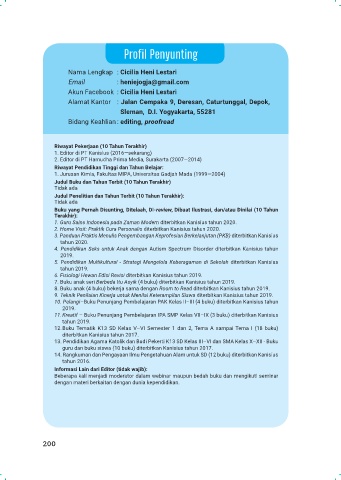 Profil Penyunting
Nama Lengkap : Cicilia Heni Lestari
Email : heniejogja@gmail.com
Akun Facebook : Cicilia Heni Lestari
Alamat Kantor : Jalan Cempaka 9, Deresan, Caturtunggal, Depok,
Sleman, D.I. Yogyakarta, 55281
Bidang Keahlian : editing, proofread
Riwayat Pekerjaan (10 Tahun Terakhir)
1. Editor di PT Kanisius (2016—sekarang)
2. Editor di PT Hamudha Prima Media, Surakarta (2007—2014)
Riwayat Pendidikan Tinggi dan Tahun Belajar:
1. Jurusan Kimia, Fakultas MIPA, Universitas Gadjah Mada (1999—2004)
Judul Buku dan Tahun Terbit (10 Tahun Terakhir)
Tidak ada
Judul Penelitian dan Tahun Terbit (10 Tahun Terakhir):
Tidak ada
Buku yang Pernah Disunting, Ditelaah, Di-review, Dibuat Ilustrasi, dan/atau Dinilai (10 Tahun
Terakhir):
1. Guru Sains Indonesia pada Zaman Modern diterbitkan Kanisius tahun 2020.
2. Home Visit: Praktik Cura Personalis diterbitkan Kanisius tahun 2020.
3. Panduan Praktis Menulis Pengembangan Keprofesian Berkelanjutan (PKB) diterbitkan Kanisius
tahun 2020.
4. Pendidikan Seks untuk Anak dengan Autism Spectrum Disorder diterbitkan Kanisius tahun
2019.
5. Pendidikan Multikultural - Strategi Mengelola Keberagaman di Sekolah diterbitkan Kanisius
tahun 2019.
6. Fisiologi Hewan Edisi Revisi diterbitkan Kanisius tahun 2019.
7. Buku anak seri Berbeda itu Asyik (4 buku) diterbitkan Kanisius tahun 2019.
8. Buku anak (4 buku) bekerja sama dengan Room to Read diterbitkan Kanisius tahun 2019.
9. Teknik Penilaian Kinerja untuk Menilai Keterampilan Siswa diterbitkan Kanisius tahun 2019.
10. Pelangi - Buku Penunjang Pembelajaran PAK Kelas II–III (4 buku) diterbitkan Kanisius tahun
2019.
11. Kreatif – Buku Penunjang Pembelajaran IPA SMP Kelas VII–IX (3 buku) diterbitkan Kanisius
tahun 2019.
12. Buku Tematik K13 SD Kelas V–VI Semester 1 dan 2, Tema A sampai Tema I (18 buku)
diterbitkan Kanisius tahun 2017.
13. Pendidikan Agama Katolik dan Budi Pekerti K13 SD Kelas III–VI dan SMA Kelas X–XII - Buku
guru dan buku siswa (10 buku) diterbitkan Kanisius tahun 2017.
14. Rangkuman dan Pengayaan Ilmu Pengetahuan Alam untuk SD (12 buku) diterbitkan Kanisius
tahun 2016.
Informasi Lain dari Editor (tidak wajib):
Beberapa kali menjadi moderator dalam webinar maupun bedah buku dan mengikuti seminar
dengan materi berkaitan dengan dunia kependidikan.
200